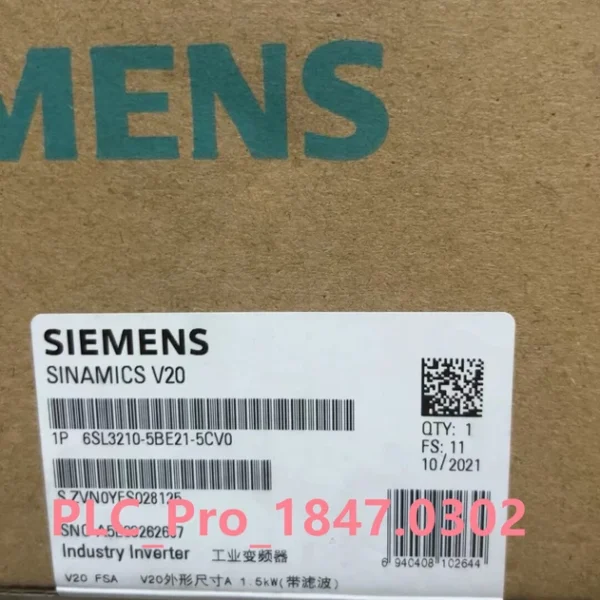 MENS
SIEMENS
SINAMICS V20
1P 6SL3210-5BE21-5CV0
QTY: 1
FS: 11
10/2021
PLC_Pro_1847.0302
Industry Inverter 工业变频器
6 940408 102644
V20 FSA V20外形尺寸A 1.5kW(带滤波)